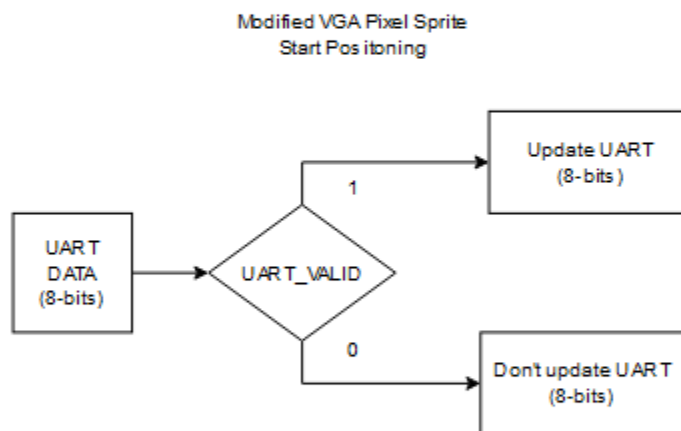 Modified VGA Pixel Sprite
Start Positoning
1
Update UART
(8-bits)
UART
DATA
(8-bits)
UART_VALID
0
Don't update UART
(8-bits)